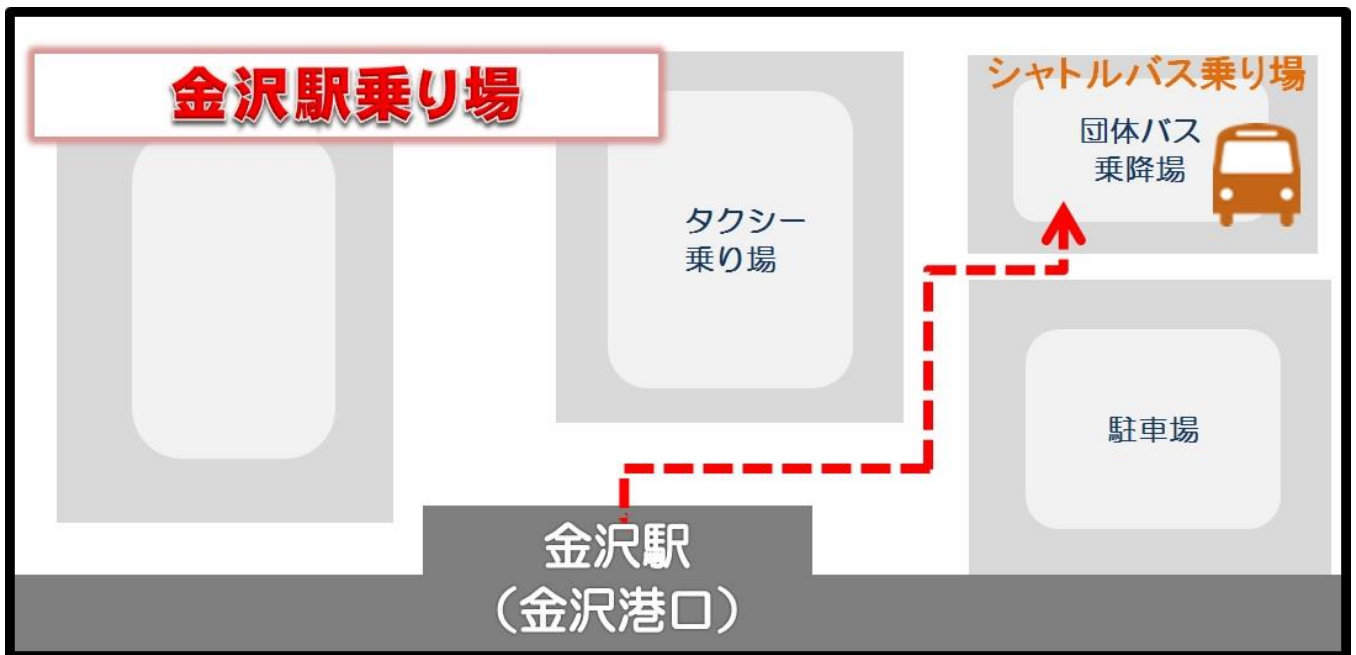 金沢駅乗り場
シャトルバス乗り場
団体バス
乗降場
タクシー
乗り場
駐車場
金沢駅
(金沢港口)